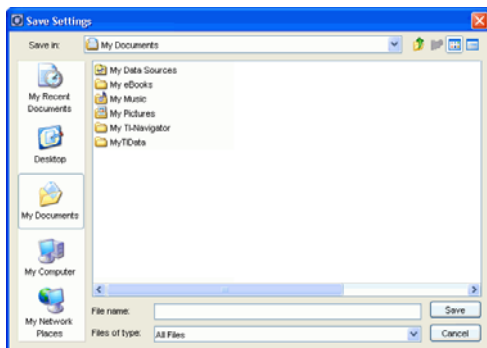 Save Settings
Save in:
My Documents
My Recent
Documents
Desktop
My Documents
My Computer
My Network
Places
My Data Sources
My eBooks
My Music
My Pictures
My TI-Navigator
MyTIData
File name:
Save
Files of type:
All Files
Cancel